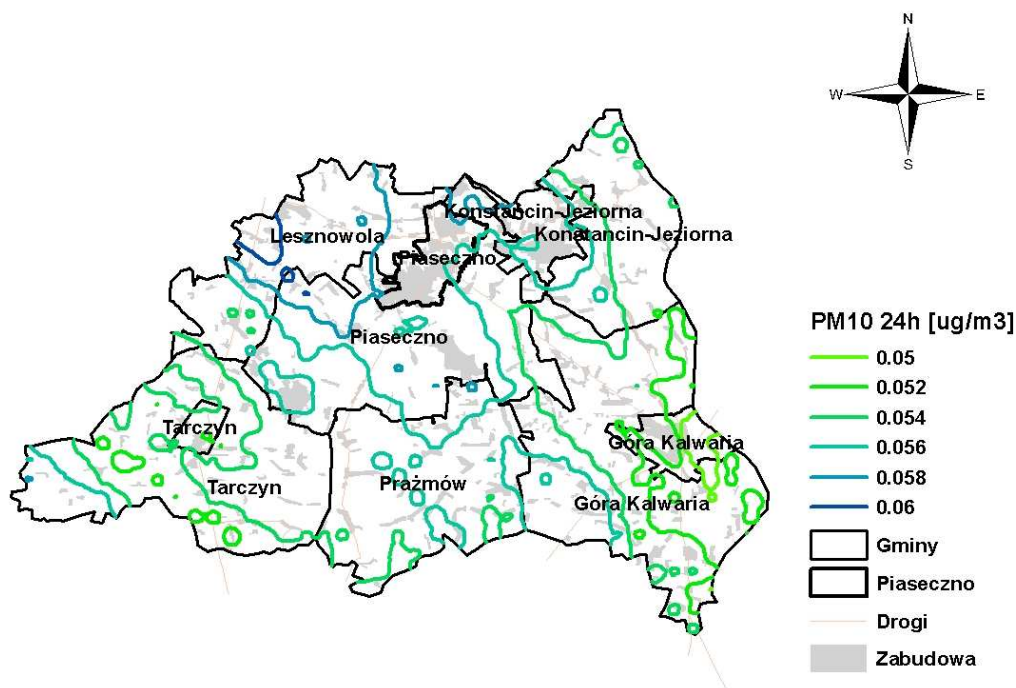 N
W
E
S
Konstancin-Jeziorna
Lesznowola
Konstancin-Jeziorna
Piaseczno
Piaseczno
Tarczyn
Góra Kalwaria
Tarczyn
Prażmów
Góra Kalwaria
PM10 24h [ug/m3]
0.05
0.052
0.054
0.056
0.058
0.06
Gminy
Piaseczno
Drogi
Zabudowa